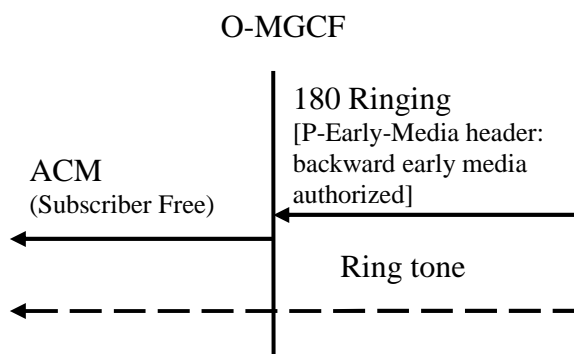 O-MGCF
180 Ringing
[P-Early-Media header:
backward early media
authorized]
ACM
(Subscriber Free)
Ring tone